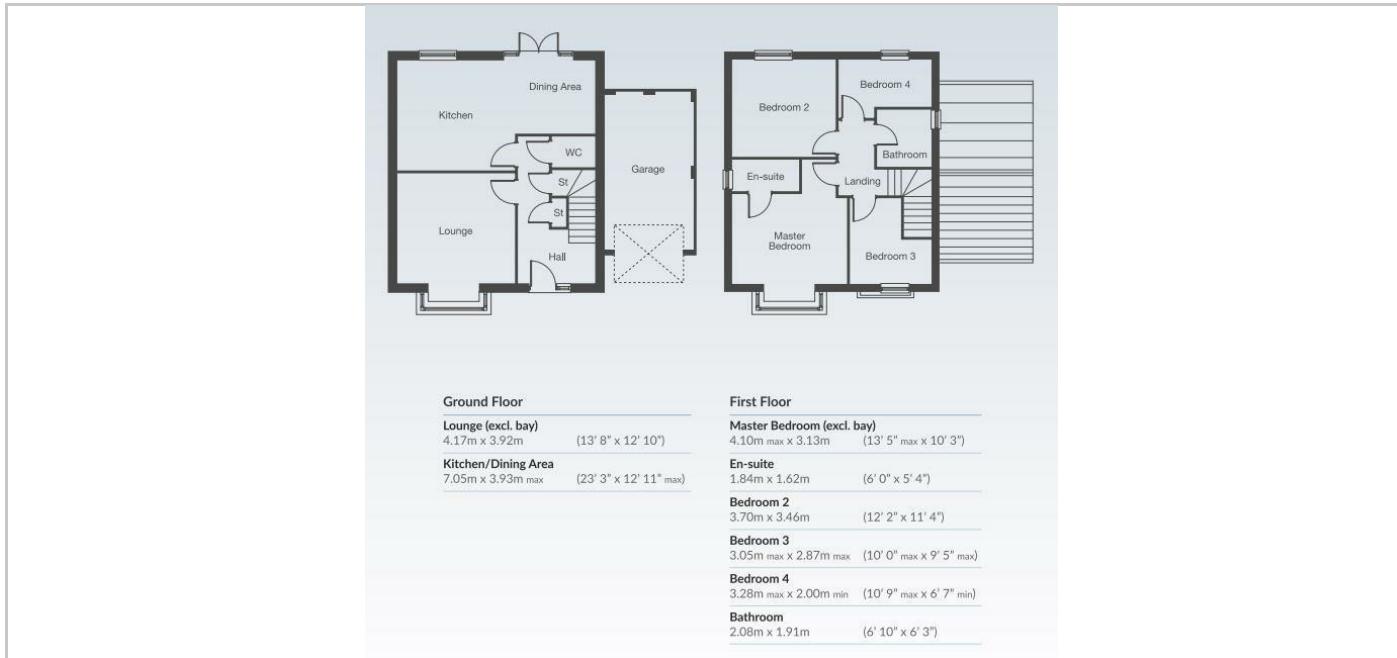 Dining Area
Kitchen
WC
St
St
Lounge
Hall
Garage
Bedroom 2
Bedroom 4
Bathroom
En-suite
Landing
Master
Bedroom
Bedroom 3
Ground Floor
Lounge (excl. bay)
4.17m x 3.92m (13' 8" x 12' 10")
Kitchen/Dining Area
7.05m x 3.93m max (23' 3" x 12' 11" max)
First Floor
Master Bedroom (excl. bay)
4.10m max x 3.13m (13' 5" max x 10' 3")
En-suite
1.84m x 1.62m (6' 0" x 5' 4")
Bedroom 2
3.70m x 3.46m (12' 2" x 11' 4")
Bedroom 3
3.05m max x 2.87m max (10' 0" max x 9' 5" max)
Bedroom 4
3.28m max x 2.00m min (10' 9" max x 6' 7" min)
Bathroom
2.08m x 1.91m (6' 10" x 6' 3")